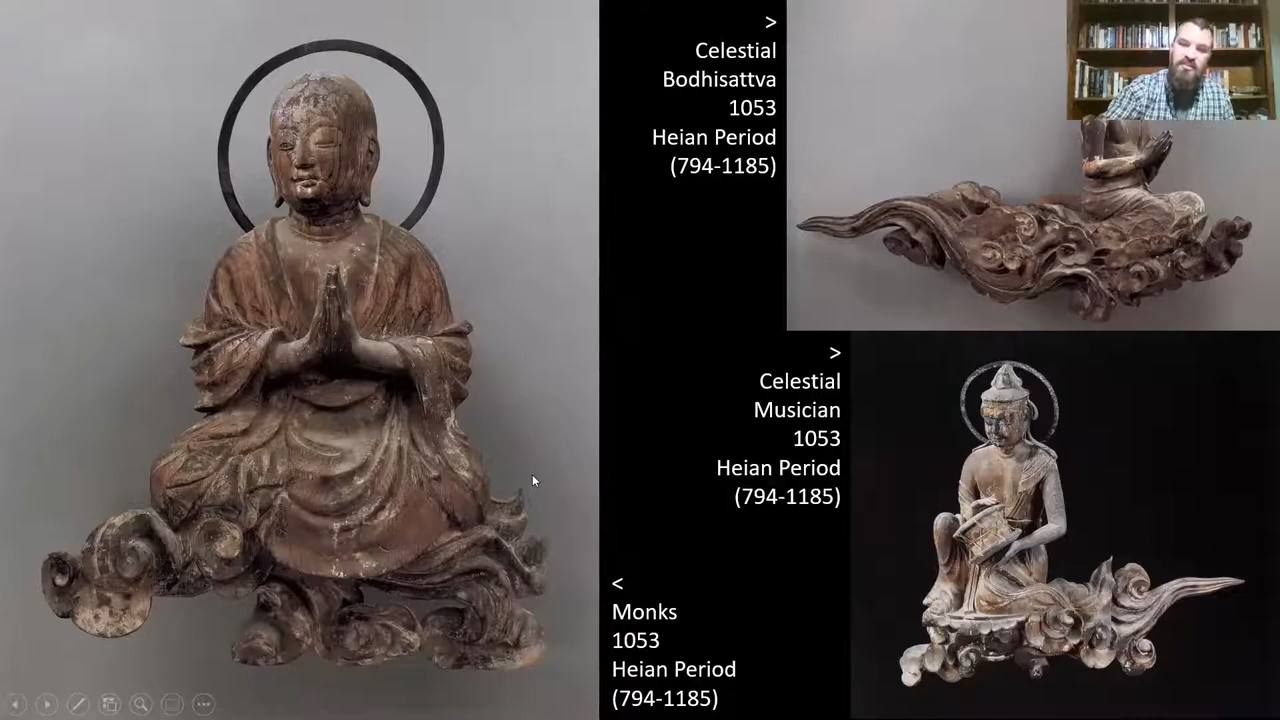 >
Celestial
Bodhisattva
1053
Heian Period
(794-1185)
>
Celestial
Musician
1053
Heian Period
(794-1185)
<
Monks
1053
Heian Period
(794-1185)